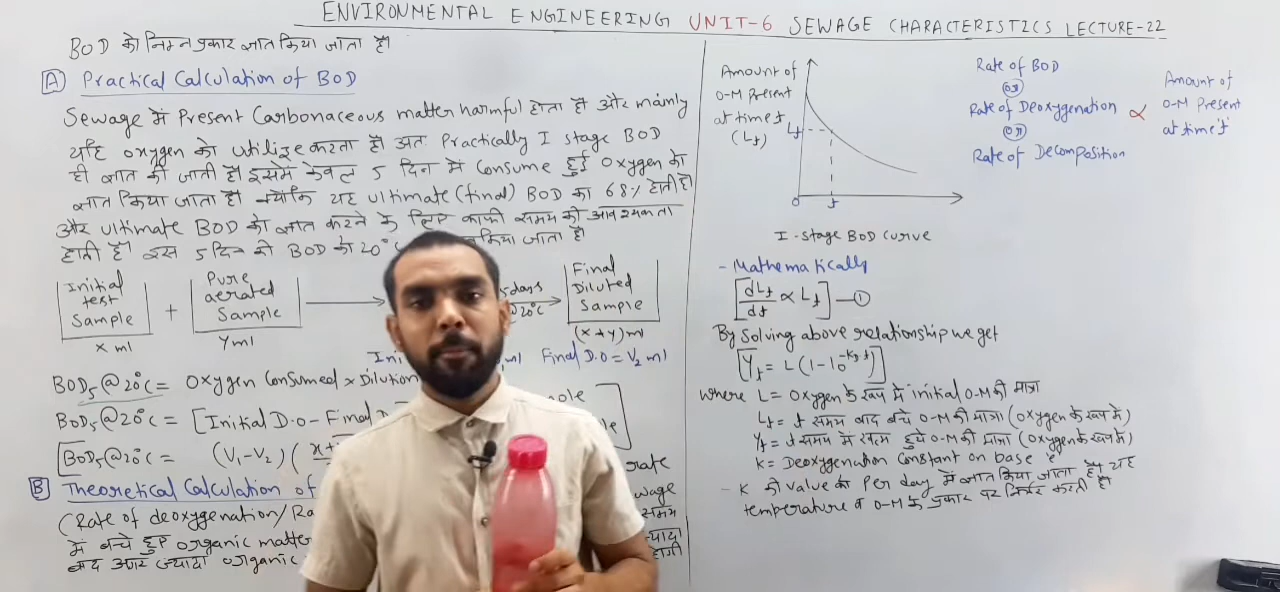 ENVIRONMENTAL ENGINEERING UNIT-6 SEWAGE CHARACTERISTICS LECTURE-22
BOD को निम्न प्रकार ज्ञात किया जाता है।
A Practical Calculation of BOD
Sewage में Present Carbonaceous matter harmful होता है और mainly
यही oxygen को utilize करता है। अतः Practically I stage BOD
ही ज्ञात की जाती है। इसमें केवल 5 दिन में Consume हुई Oxygen को
ज्ञात किया जाता है। क्योंकि यह ultimate (final) BOD का 68% होती है।
और ultimate BOD को ज्ञात करने के लिए काफी समय की आवश्यकता
होती है। इस 5 दिन की BOD को 20°C किया जाता है।
Initial test Sample
+
Pure aerated Sample
5 days
@20°C
Final Diluted Sample
X ml
Y ml
(x+y) ml
Final D.O = V₂ ml
BOD₅@20°C = Oxygen Consumed × Dilution
BOD₅@20°C = [Initial D.O - Final D
BOD₅@20°C = (V₁-V₂) (
B Theoretical Calculation of
(Rate of deoxygenation/Ra
में बचे हुए organic matter
बाद अगर ज्यादा organic
rate
समय
Amount of
O-M Present
at time t
(Lt)
Lt
0
t
I-stage BOD curve
Rate of BOD
OR
Rate of Deoxygenation ∝ Amount of O-M Present at time 't'
OR
Rate of Decomposition
- Mathematically
[dLt/dt ∝ Lt] —①
By Solving above relationship we get
where L = Oxygen के रूप में initial O-M की मात्रा
Lt = t समय बाद बचे O-M की मात्रा (Oxygen के रूप में)
Yt = t समय में खत्म हुये O-M की मात्रा (Oxygen के रूप में)
K = Deoxygenation Constant on base
- K की value को Per day में ज्ञात किया जाता है। यह
temperature व O-M के प्रकार पर निर्भर करती है